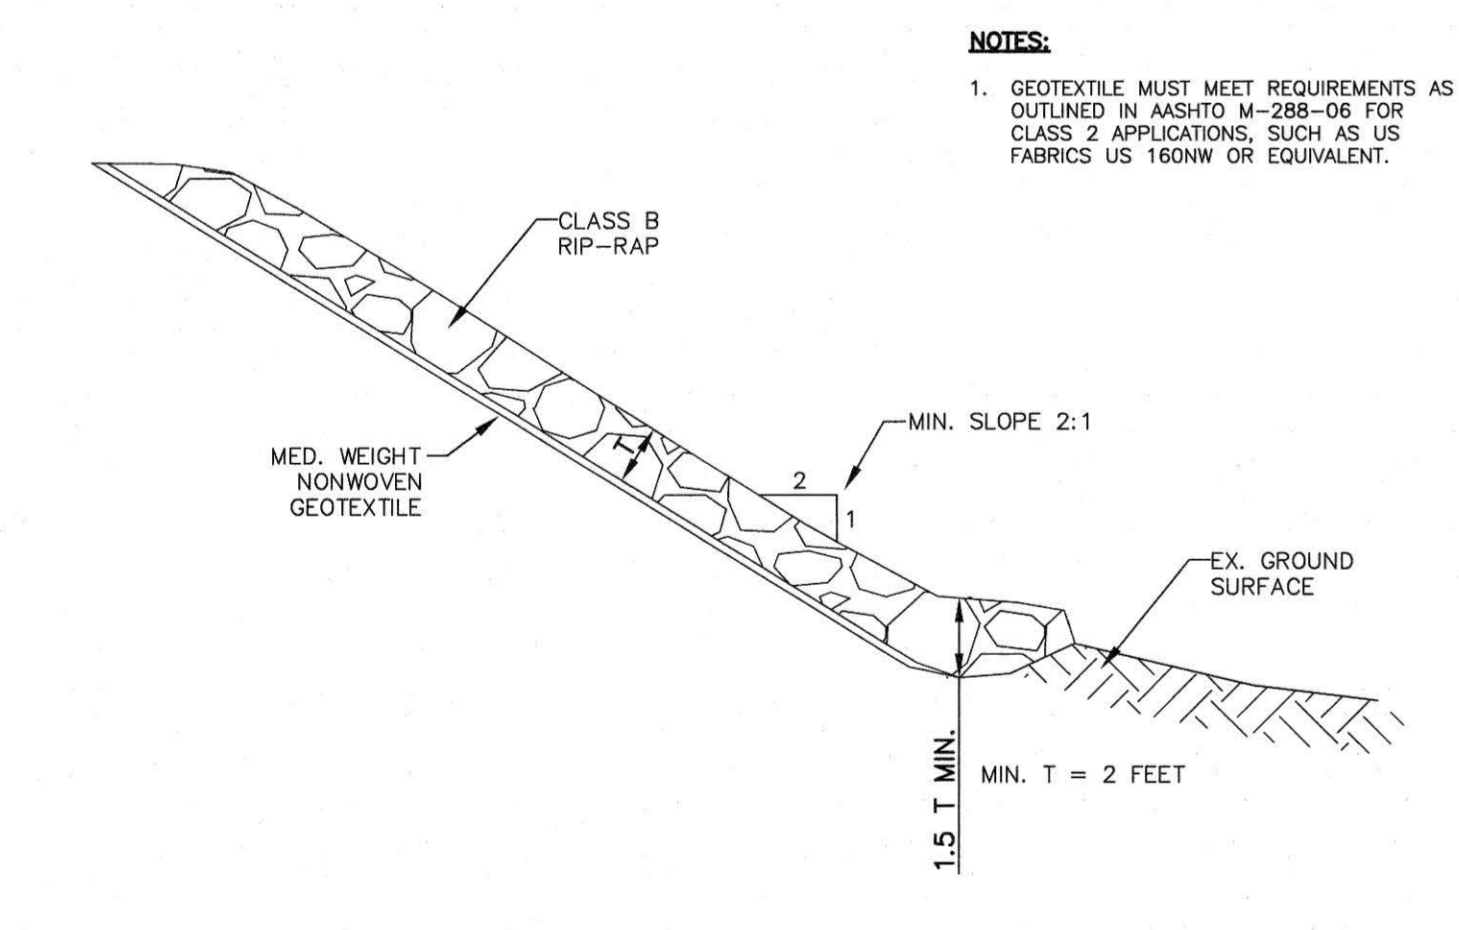 NOTES:
1. GEOTEXTILE MUST MEET REQUIREMENTS AS
OUTLINED IN AASHTO M-288-06 FOR
CLASS 2 APPLICATIONS, SUCH AS US
FABRICS US 160NW OR EQUIVALENT.
CLASS B
RIP-RAP
MED. WEIGHT
NONWOVEN
GEOTEXTILE
T
MIN. SLOPE 2:1
2
1
EX. GROUND
SURFACE
1.5 T MIN.
MIN. T = 2 FEET